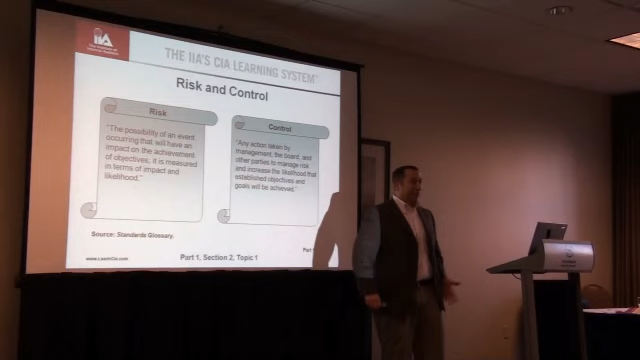 IIA
THE IIA'S CIA LEARNING SYSTEM™
Risk and Control
Risk
"The possibility of an event
occurring that will have an
impact on the achievement
of objectives; it is measured
in terms of impact and
likelihood."
Control
"Any action taken by
management, the board, and
other parties to manage risk
and increase the likelihood that
established objectives and
goals will be achieved."
Source: Standards Glossary.
Part 1, Section 2, Topic 1
Part